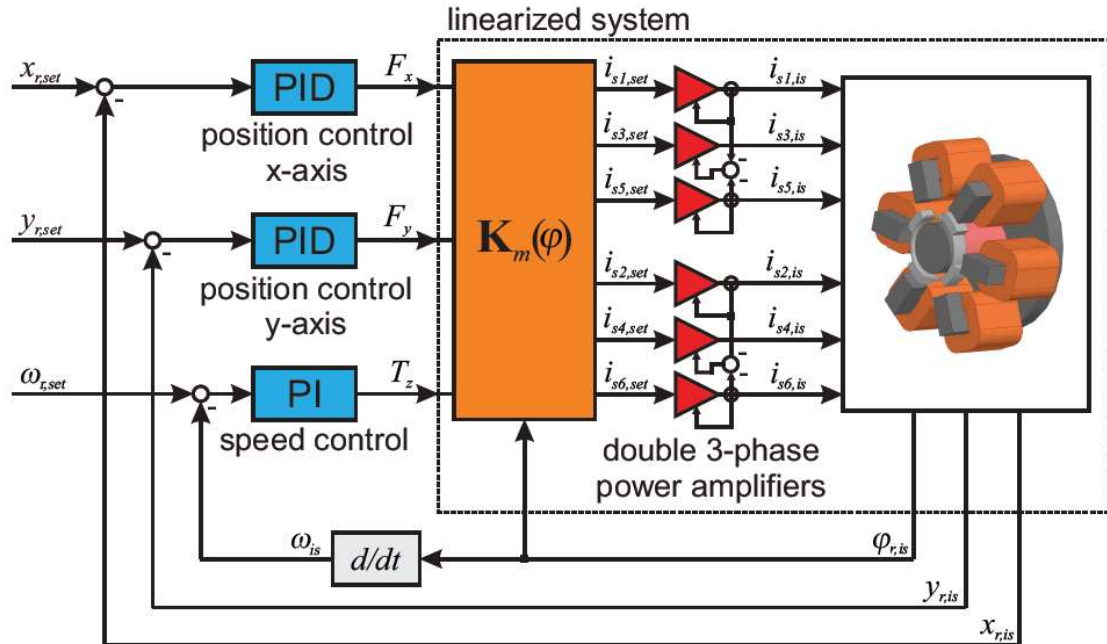 linearized system
x_{r,set}
-
PID
position control
x-axis
F_x
y_{r,set}
-
PID
position control
y-axis
F_y
ω_{r,set}
-
PI
speed control
T_z
K_m(φ)
i_{s1,set}
i_{s1,is}
i_{s3,set}
i_{s3,is}
-
-
i_{s5,set}
i_{s5,is}
i_{s2,set}
i_{s2,is}
i_{s4,set}
i_{s4,is}
-
-
i_{s6,set}
i_{s6,is}
double 3-phase
power amplifiers
ω_{is}
d/dt
φ_{r,is}
y_{r,is}
x_{r,is}